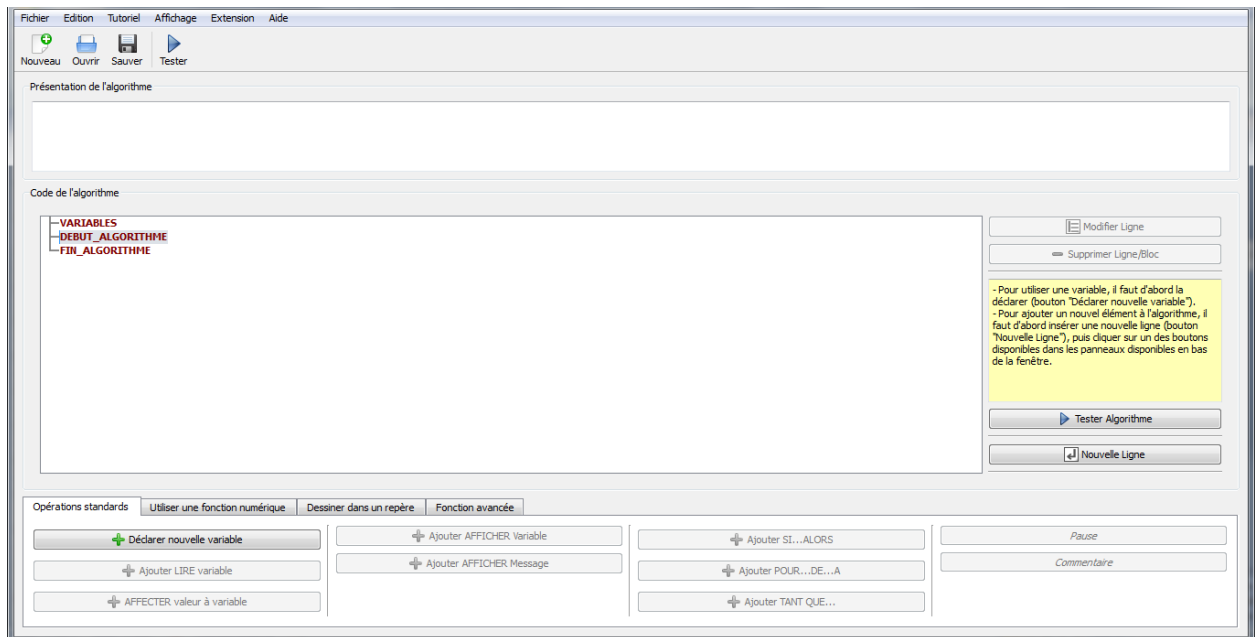 Fichier Edition Tutoriel Affichage Extension Aide
Nouveau Ouvrir Sauver Tester
Présentation de l'algorithme
Code de l'algorithme
VARIABLES
DEBUT_ALGORITHME
FIN_ALGORITHME
Modifier Ligne
Supprimer Ligne/Bloc
- Pour utiliser une variable, il faut d'abord la
déclarer (bouton "Déclarer nouvelle variable").
- Pour ajouter un nouvel élément à l'algorithme, il
faut d'abord insérer une nouvelle ligne (bouton
"Nouvelle Ligne"), puis cliquer sur un des boutons
disponibles dans les panneaux disponibles en bas
de la fenêtre.
Tester Algorithme
Nouvelle Ligne
Opérations standards Utiliser une fonction numérique Dessiner dans un repère Fonction avancée
Déclarer nouvelle variable
Ajouter LIRE variable
AFFECTER valeur à variable
Ajouter AFFICHER Variable
Ajouter AFFICHER Message
Ajouter SI...ALORS
Ajouter POUR...DE...A
Ajouter TANT QUE...
Pause
Commentaire